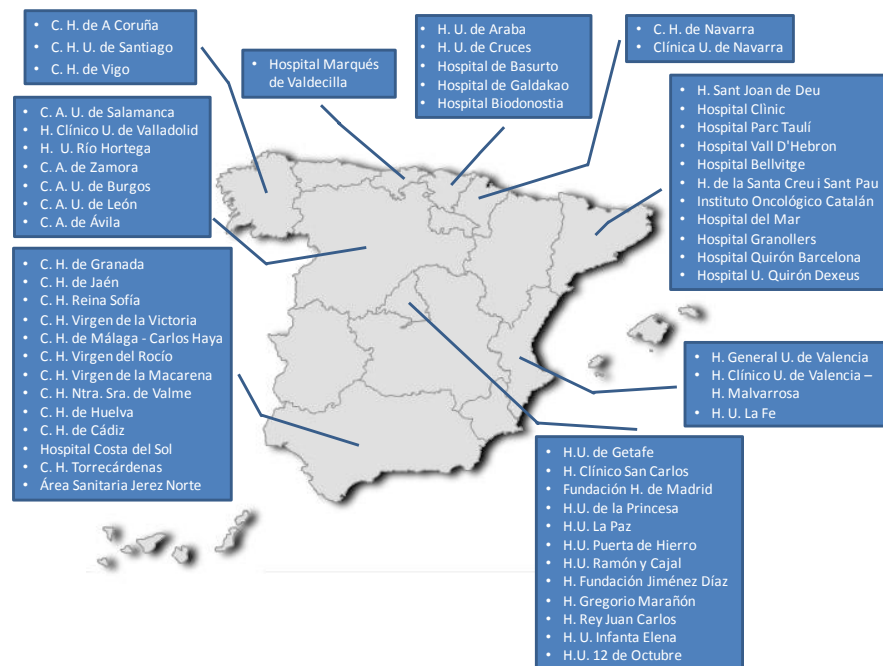 • C. H. de A Coruña
• C. H. U. de Santiago
• C. H. de Vigo
• Hospital Marqués
de Valdecilla
• H. U. de Araba
• H. U. de Cruces
• Hospital de Basurto
• Hospital de Galdakao
• Hospital Biodonostia
• C. H. de Navarra
• Clínica U. de Navarra
• C. A. U. de Salamanca
• H. Clínico U. de Valladolid
• H. U. Río Hortega
• C. A. de Zamora
• C. A. U. de Burgos
• C. A. U. de León
• C. A. de Ávila
• H. Sant Joan de Deu
• Hospital Clìnic
• Hospital Parc Taulí
• Hospital Vall D'Hebron
• Hospital Bellvitge
• H. de la Santa Creu i Sant Pau
• Instituto Oncológico Catalán
• Hospital del Mar
• Hospital Granollers
• Hospital Quirón Barcelona
• Hospital U. Quirón Dexeus
• C. H. de Granada
• C. H. de Jaén
• C. H. Reina Sofía
• C. H. Virgen de la Victoria
• C. H. de Málaga - Carlos Haya
• C. H. Virgen del Rocío
• C. H. Virgen de la Macarena
• C. H. Ntra. Sra. de Valme
• C. H. de Huelva
• C. H. de Cádiz
• Hospital Costa del Sol
• C. H. Torrecárdenas
• Área Sanitaria Jerez Norte
• H. General U. de Valencia
• H. Clínico U. de Valencia –
H. Malvarrosa
• H. U. La Fe
• H.U. de Getafe
• H. Clínico San Carlos
• Fundación H. de Madrid
• H.U. de la Princesa
• H.U. La Paz
• H.U. Puerta de Hierro
• H.U. Ramón y Cajal
• H. Fundación Jiménez Díaz
• H. Gregorio Marañón
• H. Rey Juan Carlos
• H. U. Infanta Elena
• H.U. 12 de Octubre